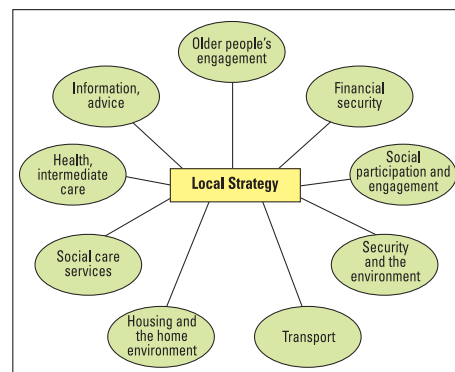 Older people's
engagement
Information,
advice
Financial
security
Health,
intermediate
care
Local Strategy
Social
participation and
engagement
Social care
services
Security
and the
environment
Housing and
the home
environment
Transport